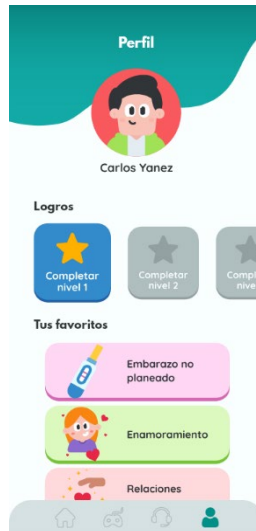 Perfil
Carlos Yanez
Logros
Completar
nivel 1
Completar
nivel 2
Tus favoritos
Embarazo no
planeado
Enamoramiento
Relaciones